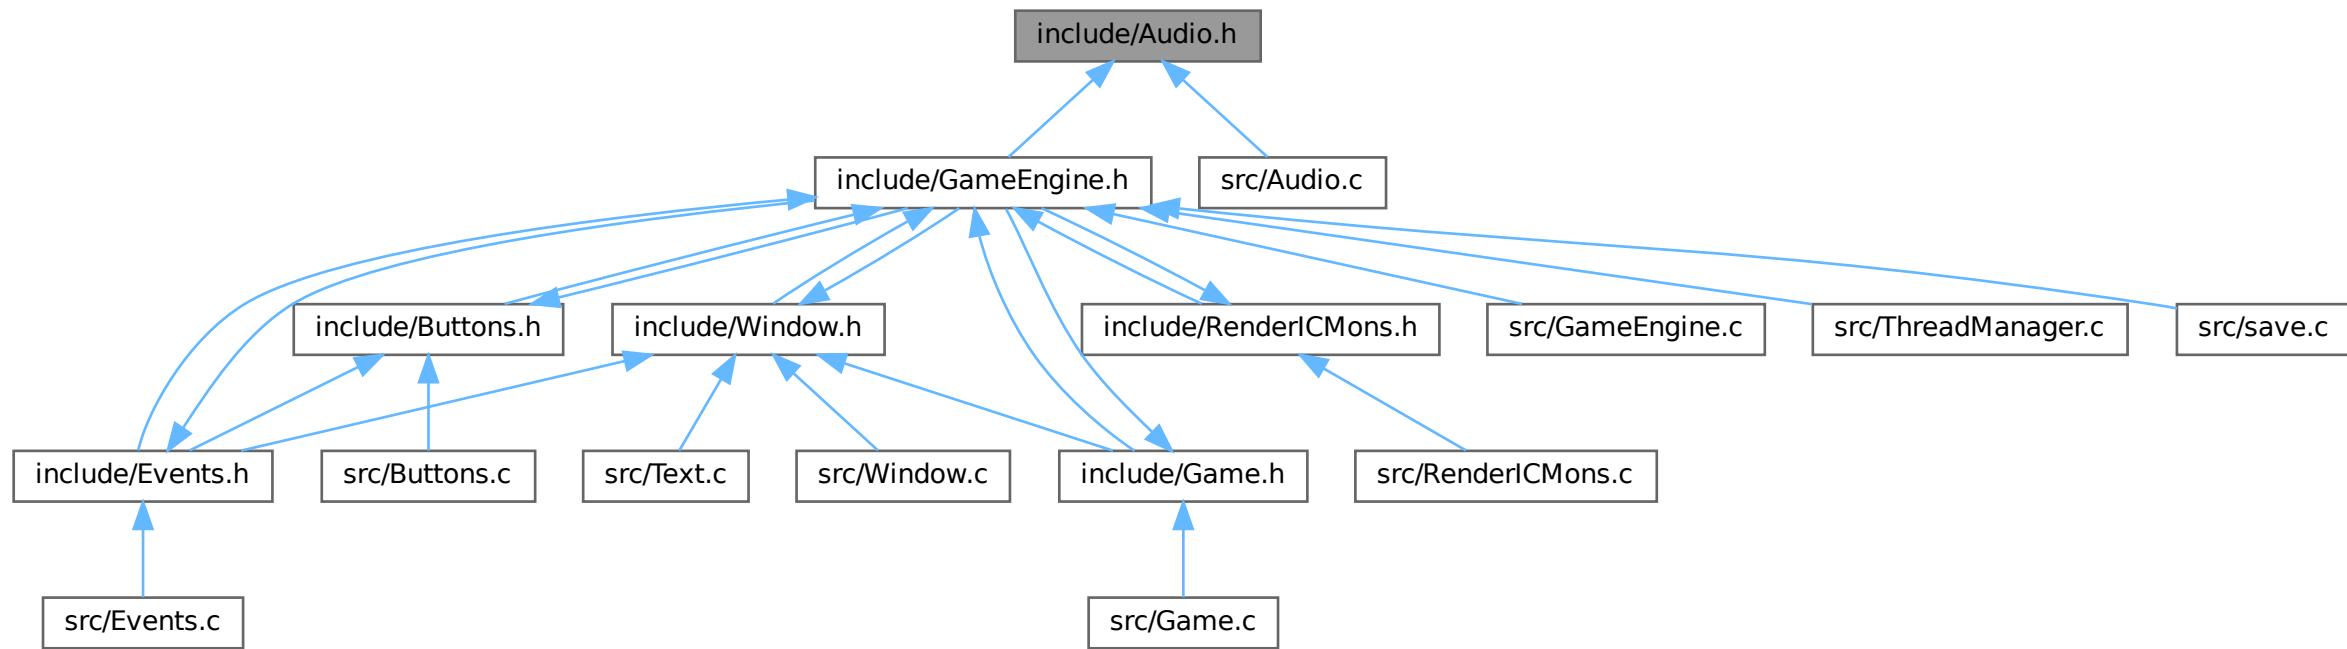 include/Audio.h
include/GameEngine.h
src/Audio.c
include/Buttons.h
include/Window.h
include/RenderICMons.h
src/GameEngine.c
src/ThreadManager.c
src/save.c
include/Events.h
src/Buttons.c
src/Text.c
src/Window.c
include/Game.h
src/RenderICMons.c
src/Events.c
src/Game.c